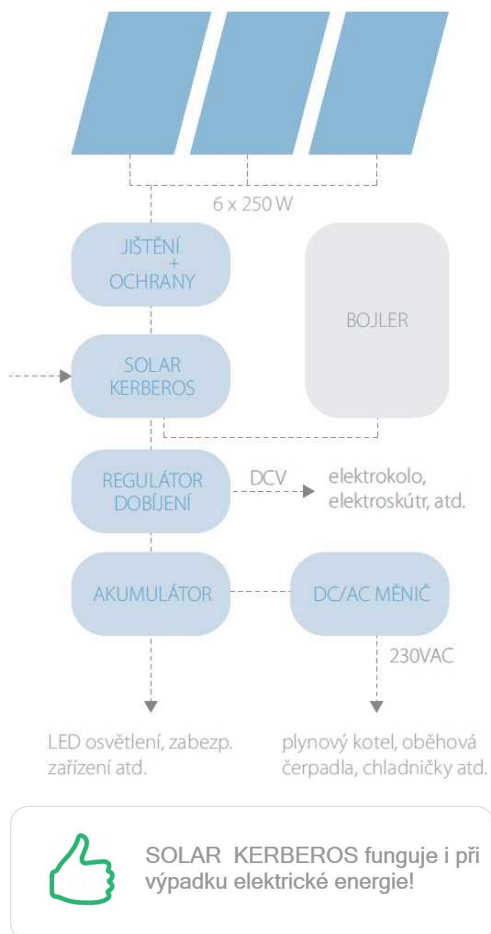 6 x 250 W
JIŠTĚNÍ
+
OCHRANY
BOJLER
SOLAR
KERBEROS
REGULÁTOR
DOBÍJENÍ
DCV
elektrokolo,
elektroskútr, atd.
AKUMULÁTOR
DC/AC MĚNIČ
230VAC
LED osvětlení, zabezp.
zařízení atd.
plynový kotel, oběhová
čerpadla, chladničky atd.
SOLAR KERBEROS funguje i při
výpadku elektrické energie!